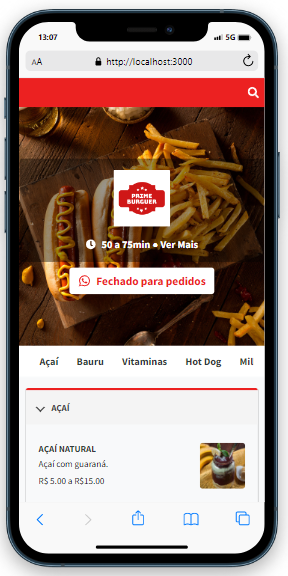 13:07
5G
AA
http://localhost:3000
PRIME
BURGUER
50 a 75min ● Ver Mais
Fechado para pedidos
Açaí
Bauru
Vitaminas
Hot Dog
Mil
AÇAÍ
AÇAÍ NATURAL
Açaí com guaraná.
R$ 5.00 a R$15.00